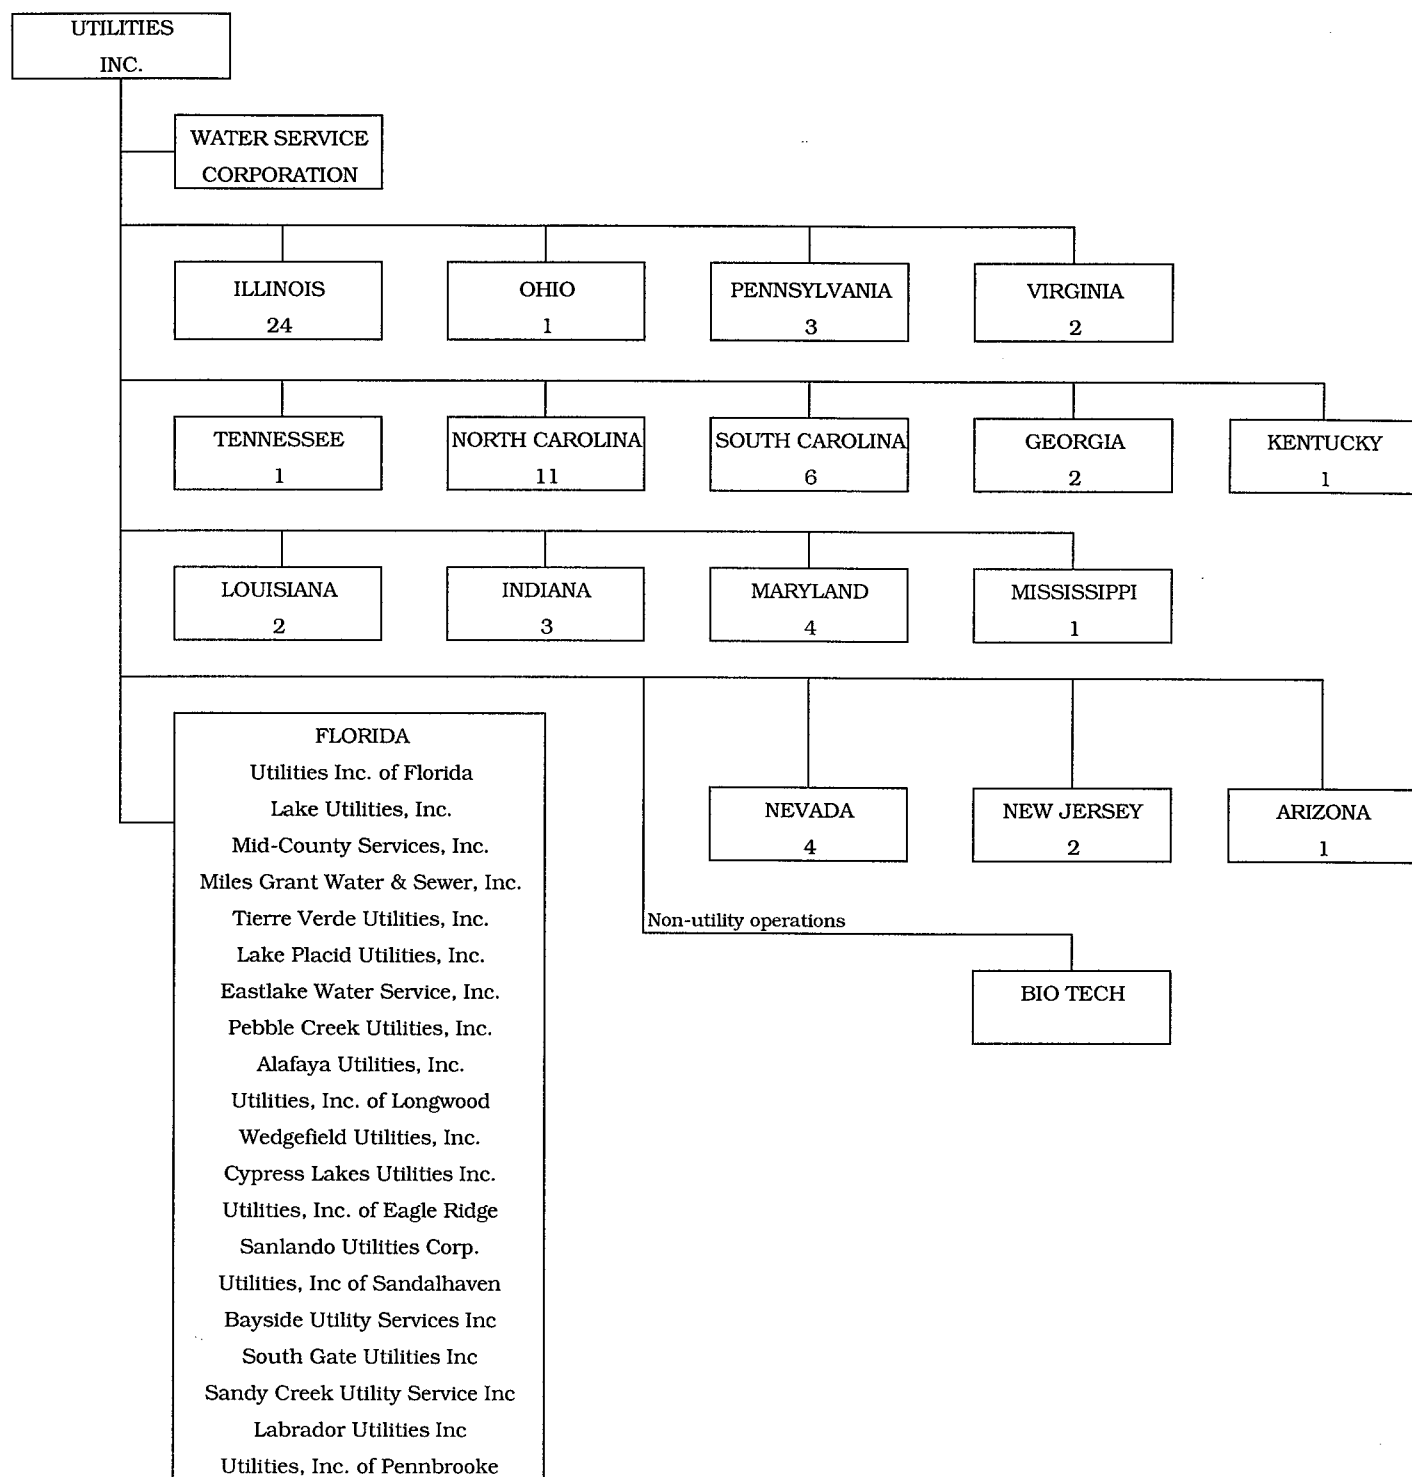 UTILITIES
INC.
WATER SERVICE
CORPORATION
ILLINOIS
24
OHIO
1
PENNSYLVANIA
3
VIRGINIA
2
TENNESSEE
1
NORTH CAROLINA
11
SOUTH CAROLINA
6
GEORGIA
2
KENTUCKY
1
LOUISIANA
2
INDIANA
3
MARYLAND
4
MISSISSIPPI
1
FLORIDA
Utilities Inc. of Florida
Lake Utilities, Inc.
Mid-County Services, Inc.
Miles Grant Water & Sewer, Inc.
Tierre Verde Utilities, Inc.
Lake Placid Utilities, Inc.
Eastlake Water Service, Inc.
Pebble Creek Utilities, Inc.
Alafaya Utilities, Inc.
Utilities, Inc. of Longwood
Wedgefield Utilities, Inc.
Cypress Lakes Utilities Inc.
Utilities, Inc. of Eagle Ridge
Sanlando Utilities Corp.
Utilities, Inc of Sandalhaven
Bayside Utility Services Inc
South Gate Utilities Inc
Sandy Creek Utility Service Inc
Labrador Utilities Inc
Utilities, Inc. of Pennbrooke
NEVADA
4
NEW JERSEY
2
ARIZONA
1
Non-utility operations
BIO TECH